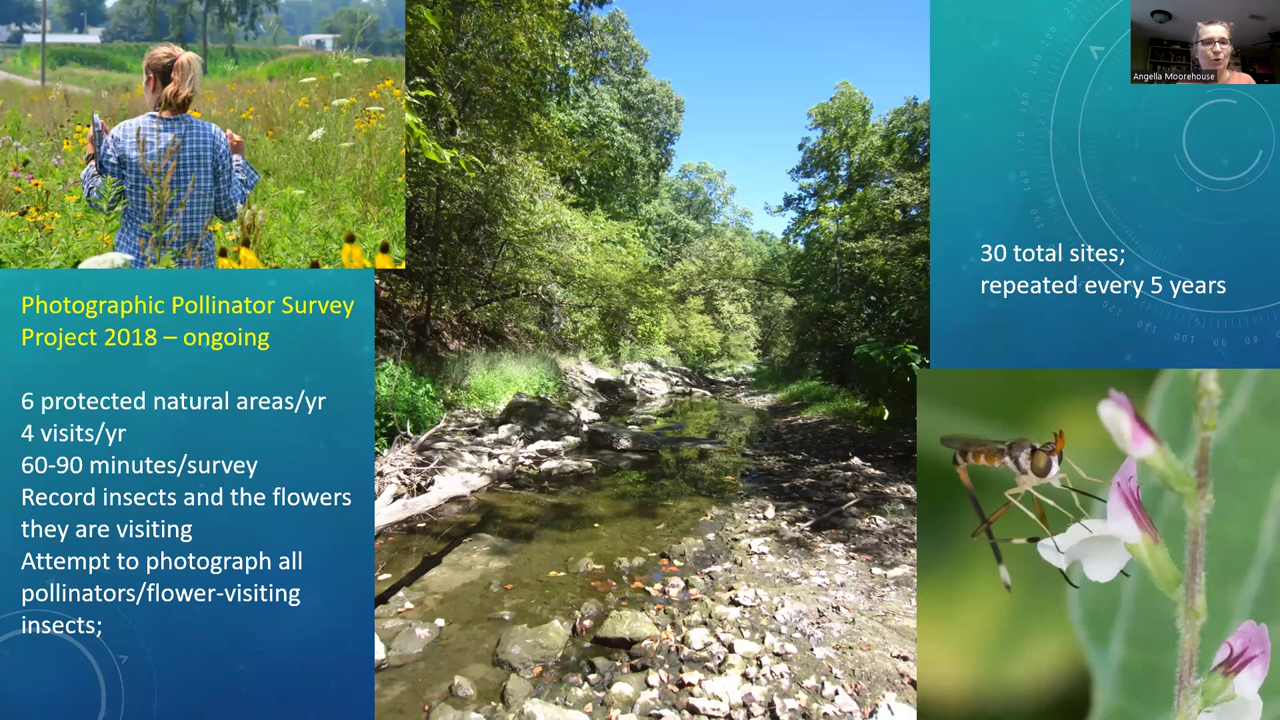 Angella Moorehouse
Photographic Pollinator Survey
Project 2018 – ongoing
6 protected natural areas/yr
4 visits/yr
60-90 minutes/survey
Record insects and the flowers
they are visiting
Attempt to photograph all
pollinators/flower-visiting
insects;
30 total sites;
repeated every 5 years